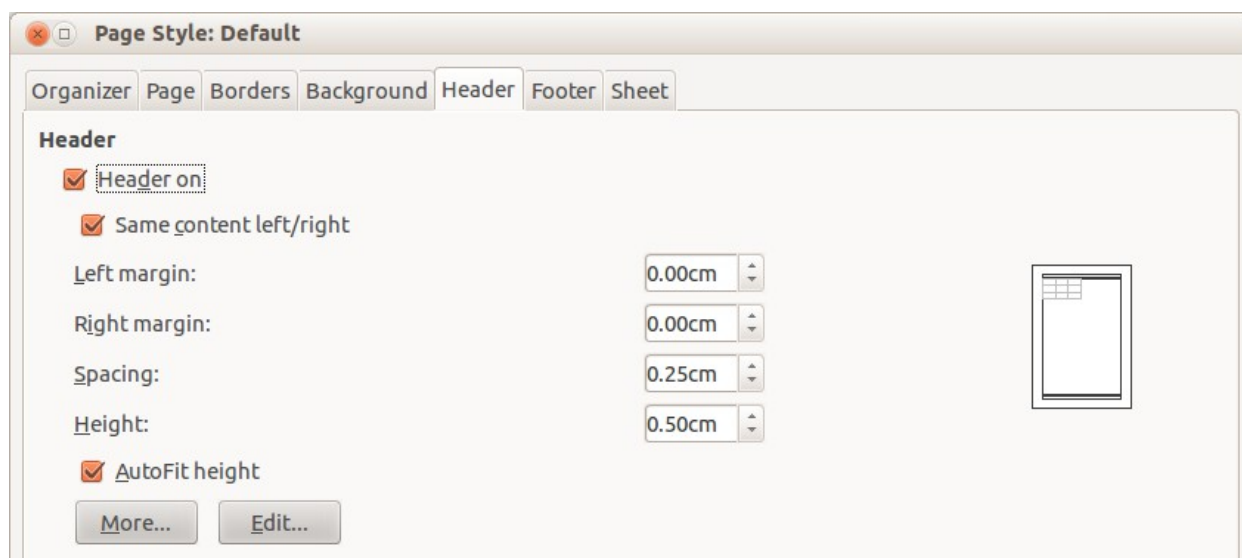 Page Style: Default
Organizer Page Borders Background Header Footer Sheet
Header
Header on
Same content left/right
Left margin: 0.00cm
Right margin: 0.00cm
Spacing: 0.25cm
Height: 0.50cm
AutoFit height
More... Edit...